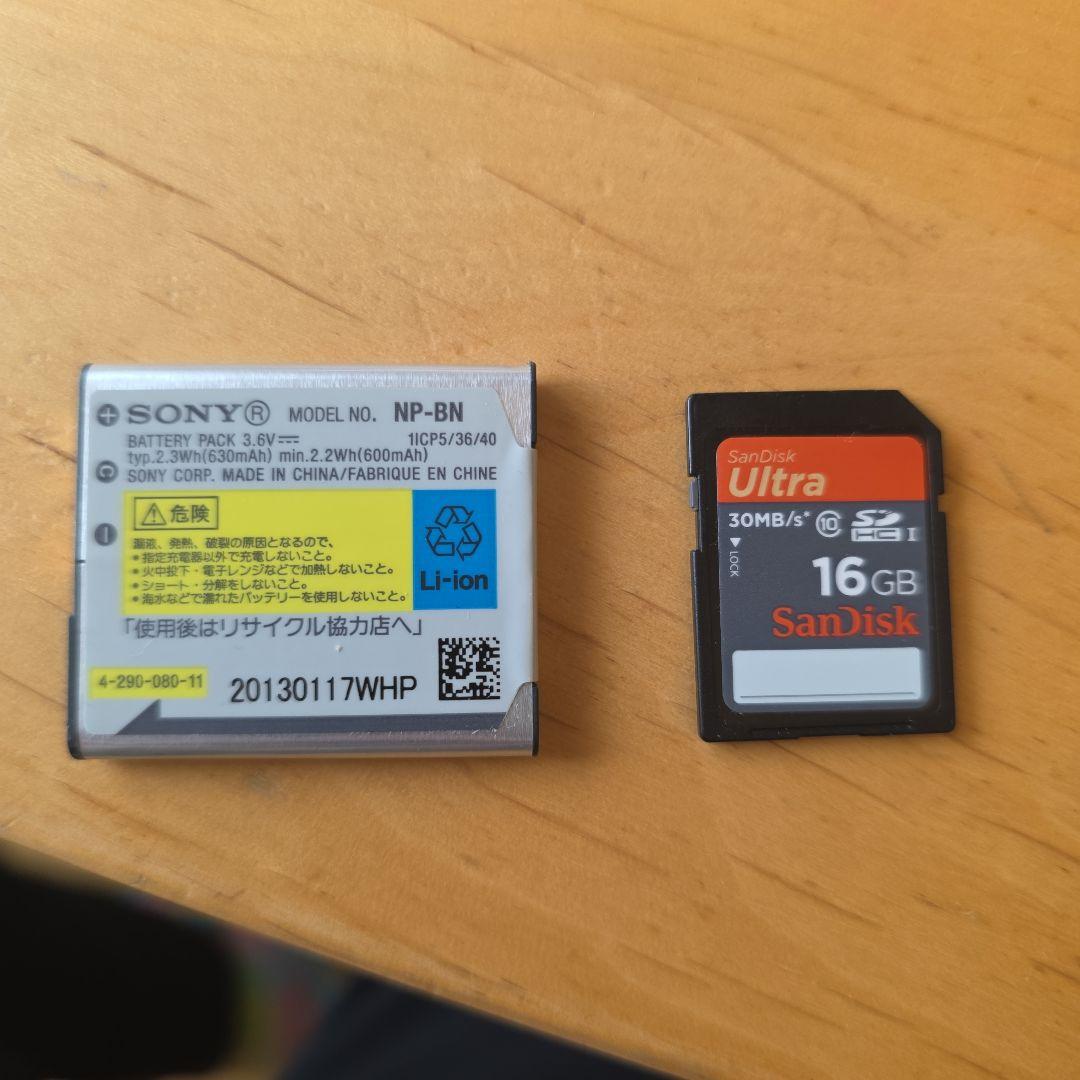 SONY® MODEL NO. NP-BN
BATTERY PACK 3.6V 1ICP5/36/40
typ.2.3Wh(630mAh) min.2.2Wh(600mAh)
SONY CORP. MADE IN CHINA/FABRIQUE EN CHINE
危険
漏液、発熱、破裂の原因となるので、
•指定充電器以外で充電しないこと。
•火中投下・電子レンジなどで加熱しないこと。
•ショート・分解をしないこと。
•海水などで濡れたバッテリーを使用しないこと。
Li-ion
「使用後はリサイクル協力店へ」
4-290-080-11
20130117WHP
SanDisk
Ultra
30MB/s* 10 SDHC I
LOCK
16GB
SanDisk